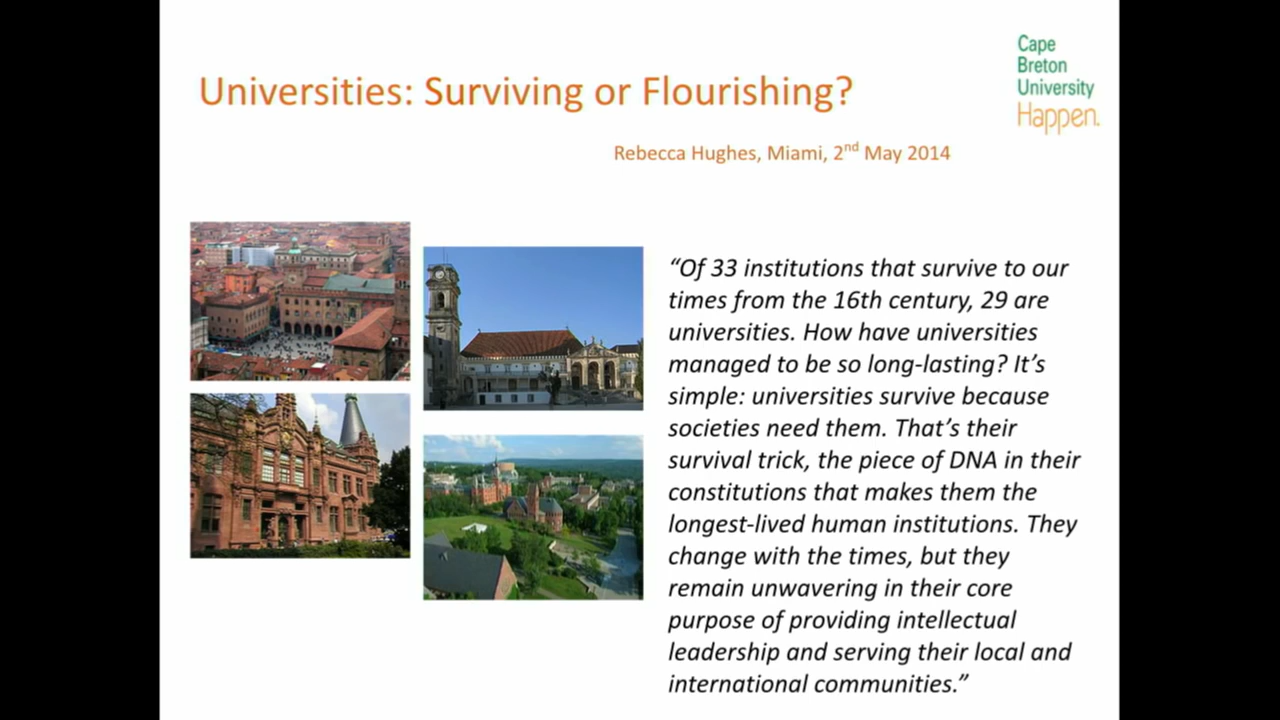 Cape
Breton
University
Happen.
Universities: Surviving or Flourishing?
Rebecca Hughes, Miami, 2nd May 2014
“Of 33 institutions that survive to our
times from the 16th century, 29 are
universities. How have universities
managed to be so long-lasting? It’s
simple: universities survive because
societies need them. That’s their
survival trick, the piece of DNA in their
constitutions that makes them the
longest-lived human institutions. They
change with the times, but they
remain unwavering in their core
purpose of providing intellectual
leadership and serving their local and
international communities.”